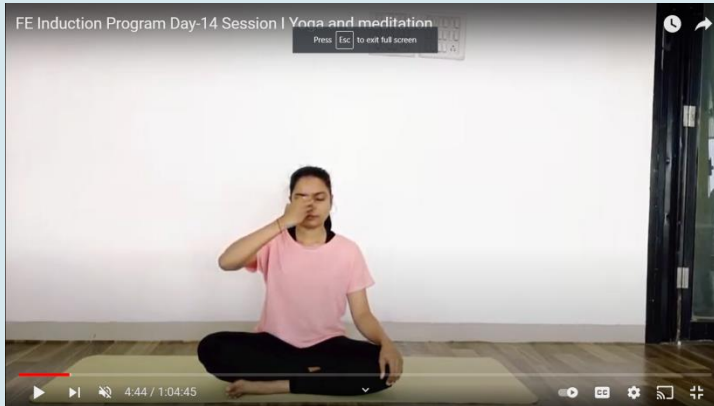 FE Induction Program Day-14 Session I Yoga and meditation
Press Esc to exit full screen
4:44 / 1:04:45
CC